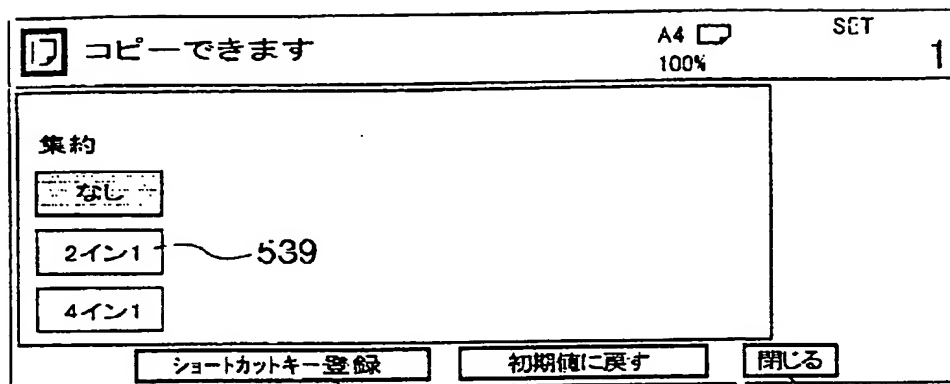 コピーできます A4 SET
100% 1
集約
なし
2イン1 539
4イン1
ショートカットキー登録 初期値に戻す 閉じる